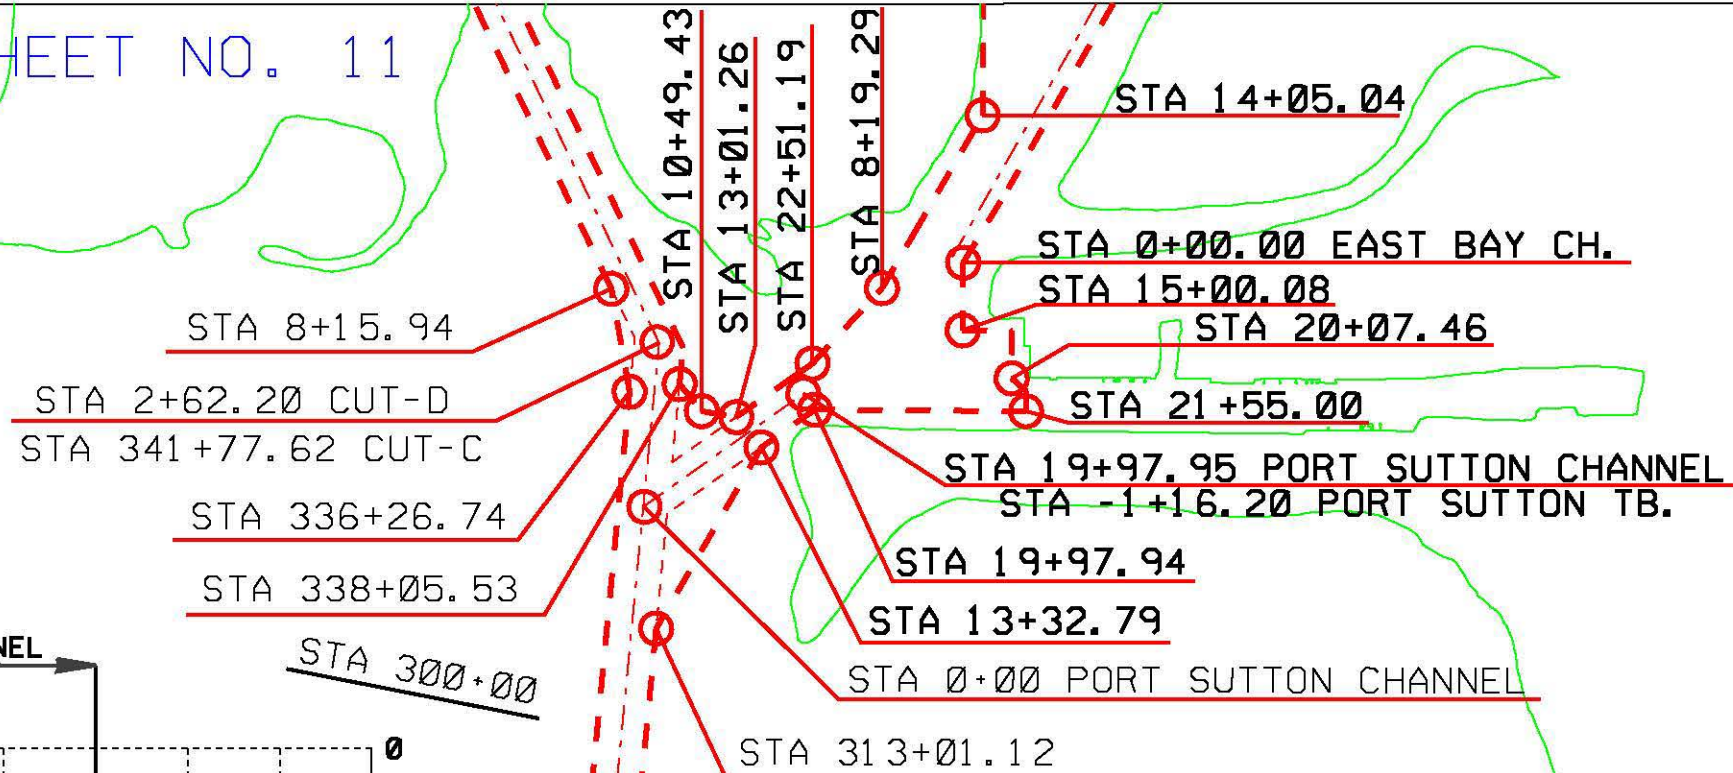 HEET NO. 11
STA 10+49.43
STA 13+01.26
STA 22+51.19
STA 8+19.29
STA 14+05.04
STA 0+00.00 EAST BAY CH.
STA 15+00.08
STA 20+07.46
STA 8+15.94
STA 2+62.20 CUT-D
STA 341+77.62 CUT-C
STA 21+55.00
STA 19+97.95 PORT SUTTON CHANNEL
STA -1+16.20 PORT SUTTON TB.
STA 336+26.74
STA 19+97.94
STA 338+05.53
STA 13+32.79
NEL
STA 300+00
STA 0+00 PORT SUTTON CHANNEL
0
STA 313+01.12